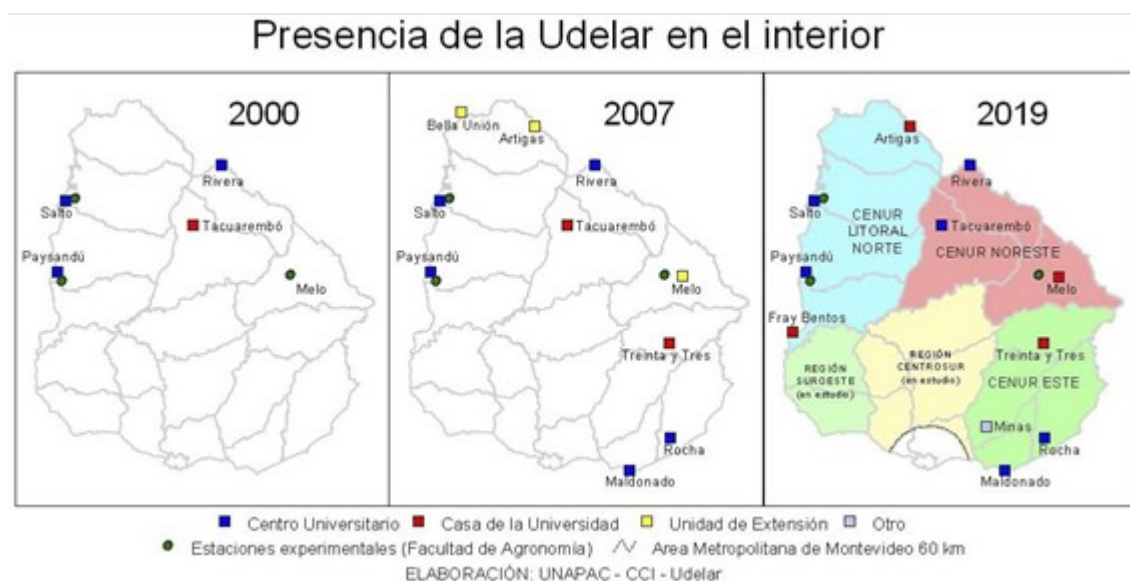 Presencia de la Udelar en el interior
2000
Rivera
Salto
Tacuarembó
Paysandú
Melo
2007
Bella Unión
Artigas
Rivera
Salto
Tacuarembó
Paysandú
Melo
Treinta y Tres
Rocha
Maldonado
2019
Artigas
Rivera
Salto
CENUR
LITORAL
NORTE
Tacuarembó
CENUR NORESTE
Paysandú
Melo
Fray Bentos
REGIÓN
SUROESTE
(en estudio)
REGIÓN
CENTROSUR
(en estudio)
Treinta y Tres
CENUR ESTE
Minas
Rocha
Maldonado
Centro Universitario Casa de la Universidad Unidad de Extensión Otro
Estaciones experimentales (Facultad de Agronomía) Area Metropolitana de Montevideo 60 km
ELABORACIÓN: UNAPAC - CCI - Udelar